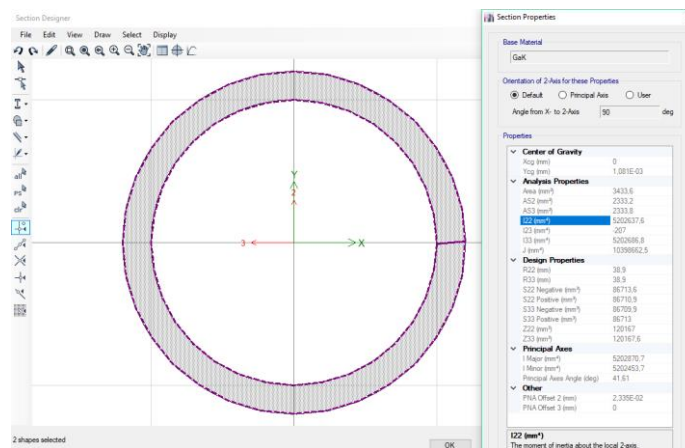 Section Designer
File Edit View Draw Select Display
Y
2
3
X
2 shapes selected
OK
Section Properties
Base Material
GaK
Orientation of 2-Axis for these Properties
Default Principal Axis User
Angle from X- to 2-Axis 90 deg
Properties
Center of Gravity
Xcg (mm) 0
Ycg (mm) 1,081E-03
Analysis Properties
Area (mm²) 3433,6
AS2 (mm²) 2333,2
AS3 (mm²) 2333,8
I22 (mm⁴) 5202637,6
I23 (mm⁴) -207
I33 (mm⁴) 5202686,8
J (mm⁴) 10398662,5
Design Properties
R22 (mm) 38,9
R33 (mm) 38,9
S22 Negative (mm³) 86713,6
S22 Positive (mm³) 86710,9
S33 Negative (mm³) 86709,9
S33 Positive (mm³) 86713
Z22 (mm³) 120167
Z33 (mm³) 120167,6
Principal Axes
I Major (mm⁴) 5202870,7
I Minor (mm⁴) 5202453,7
Principal Axes Angle (deg) 41,61
Other
PNA Offset 2 (mm) 2,335E-02
PNA Offset 3 (mm) 0
I22 (mm⁴)
The moment of inertia about the local 2-axis.